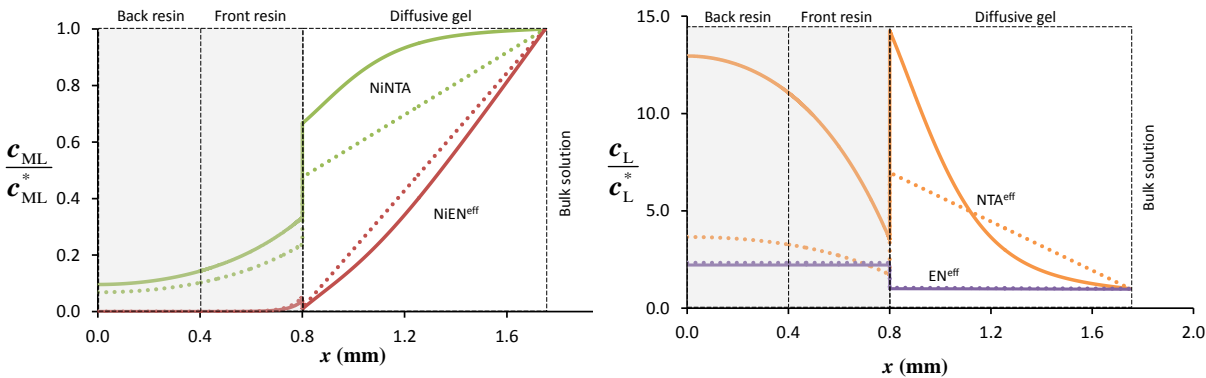 Back resin Front resin Diffusive gel
1.0
0.8
0.6
0.4
0.2
0.0
c_ML / c*_ML
NiNTA
NiEN^eff
Bulk solution
0.0 0.4 0.8 1.2 1.6
x (mm)
Back resin Front resin Diffusive gel
15.0
10.0
5.0
0.0
c_L / c*_L
NTA^eff
EN^eff
Bulk solution
0.0 0.4 0.8 1.2 1.6 2.0
x (mm)